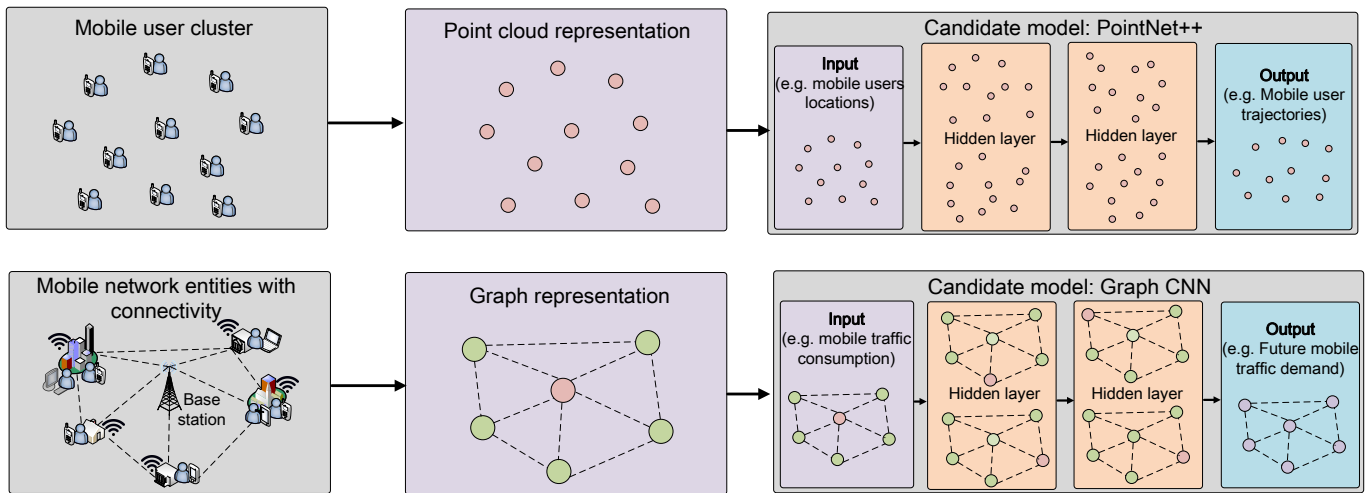 Mobile user cluster
Point cloud representation
Candidate model: PointNet++
Input
(e.g. mobile users
locations)
Hidden layer
Hidden layer
Output
(e.g. Mobile user
trajectories)
Mobile network entities with
connectivity
Base
station
Graph representation
Candidate model: Graph CNN
Input
(e.g. mobile traffic
consumption)
Hidden layer
Hidden layer
Output
(e.g. Future mobile
traffic demand)